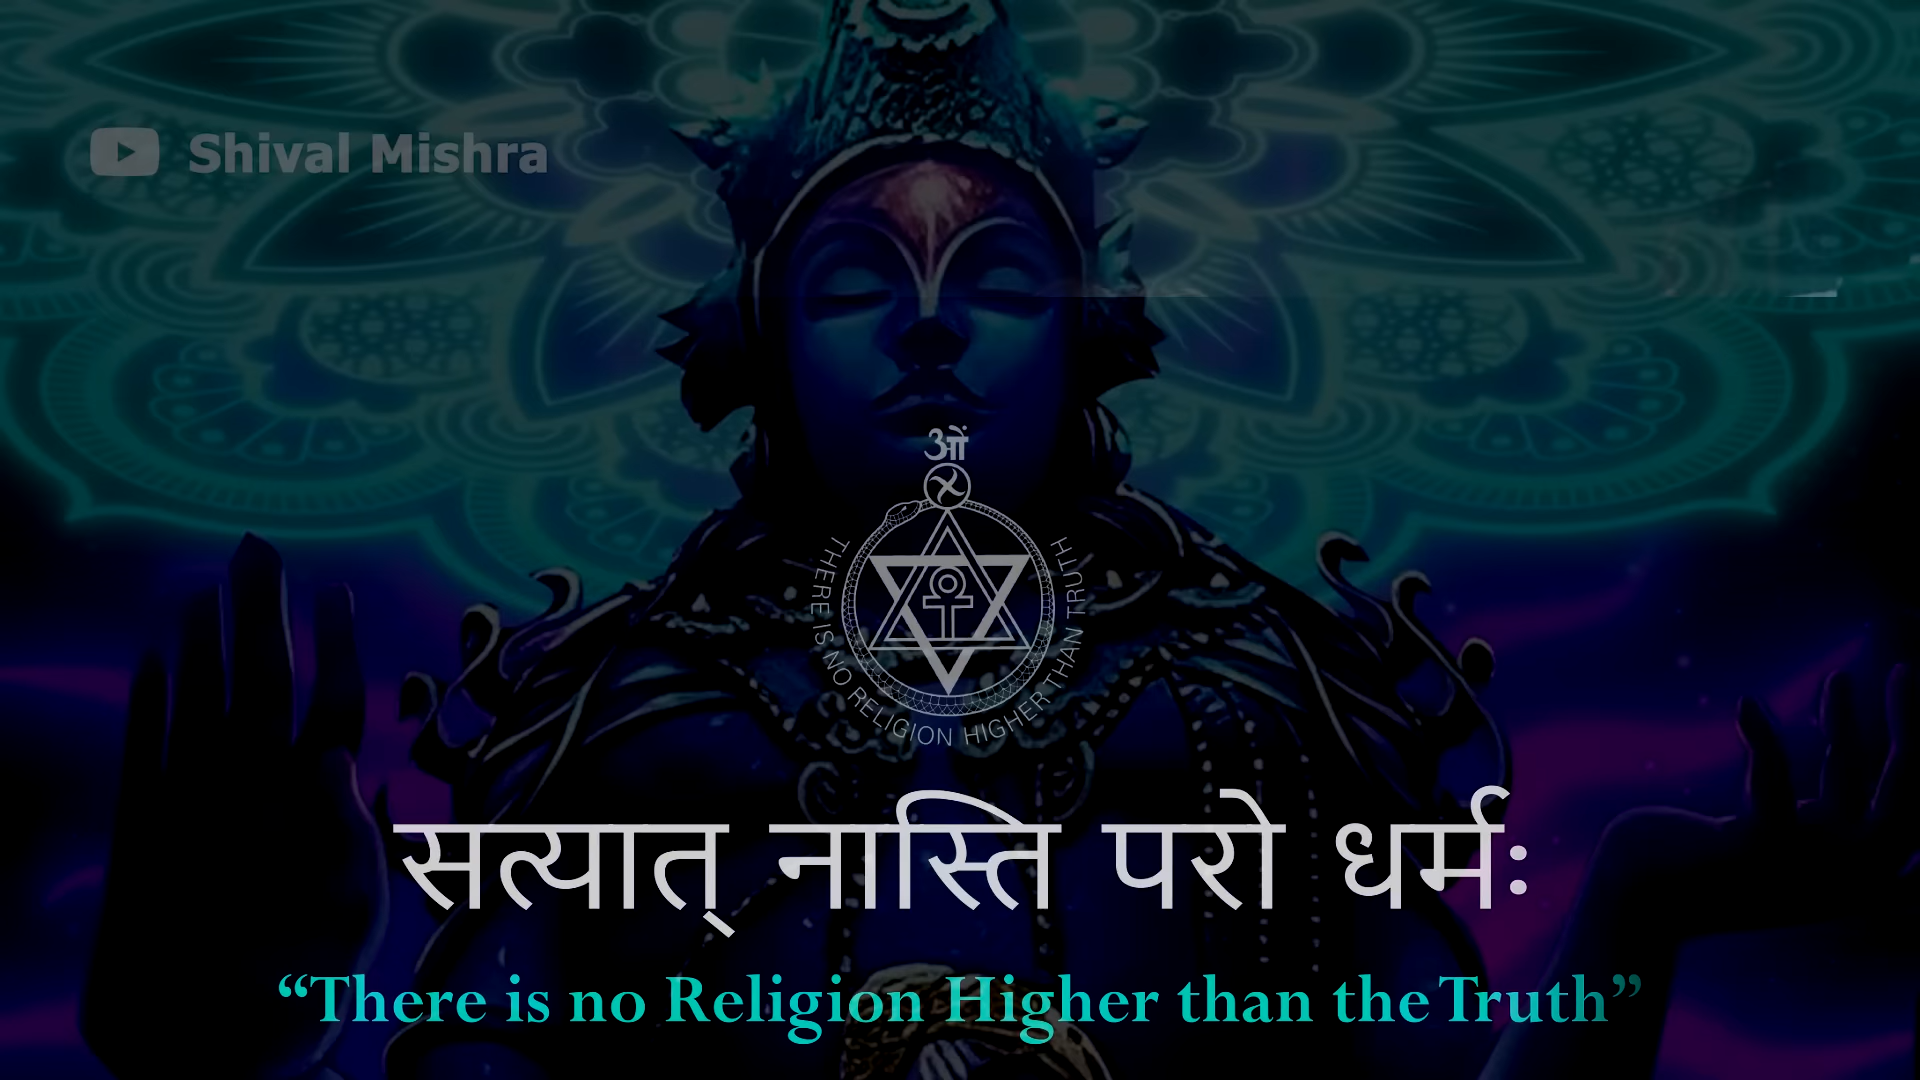 Shival Mishra
ओं
THERE IS NO RELIGION HIGHER THAN TRUTH
सत्यात् नास्ति परो धर्मः
“There is no Religion Higher than the Truth”